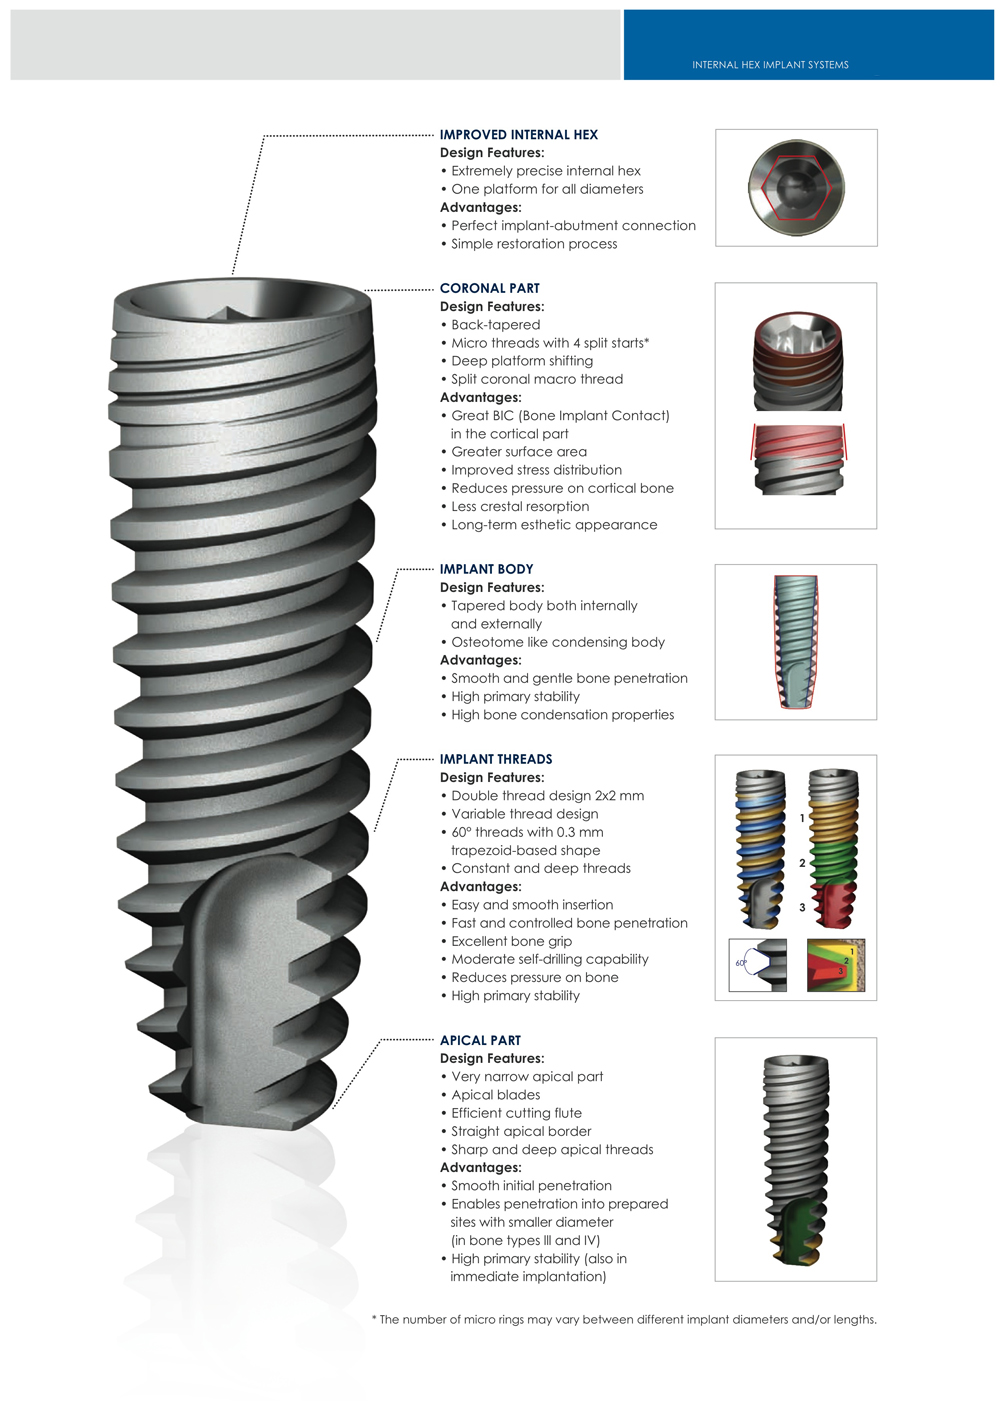 INTERNAL HEX IMPLANT SYSTEMS
IMPROVED INTERNAL HEX
Design Features:
• Extremely precise internal hex
• One platform for all diameters
Advantages:
• Perfect implant-abutment connection
• Simple restoration process
CORONAL PART
Design Features:
• Back-tapered
• Micro threads with 4 split starts*
• Deep platform shifting
• Split coronal macro thread
Advantages:
• Great BIC (Bone Implant Contact)
in the cortical part
• Greater surface area
• Improved stress distribution
• Reduces pressure on cortical bone
• Less crestal resorption
• Long-term esthetic appearance
IMPLANT BODY
Design Features:
• Tapered body both internally
and externally
• Osteotome like condensing body
Advantages:
• Smooth and gentle bone penetration
• High primary stability
• High bone condensation properties
IMPLANT THREADS
Design Features:
• Double thread design 2x2 mm
• Variable thread design
• 60° threads with 0.3 mm
trapezoid-based shape
• Constant and deep threads
Advantages:
• Easy and smooth insertion
• Fast and controlled bone penetration
• Excellent bone grip
• Moderate self-drilling capability
• Reduces pressure on bone
• High primary stability
1
2
3
60°
1
2
3
APICAL PART
Design Features:
• Very narrow apical part
• Apical blades
• Efficient cutting flute
• Straight apical border
• Sharp and deep apical threads
Advantages:
• Smooth initial penetration
• Enables penetration into prepared
sites with smaller diameter
(in bone types III and IV)
• High primary stability (also in
immediate implantation)
* The number of micro rings may vary between different implant diameters and/or lengths.